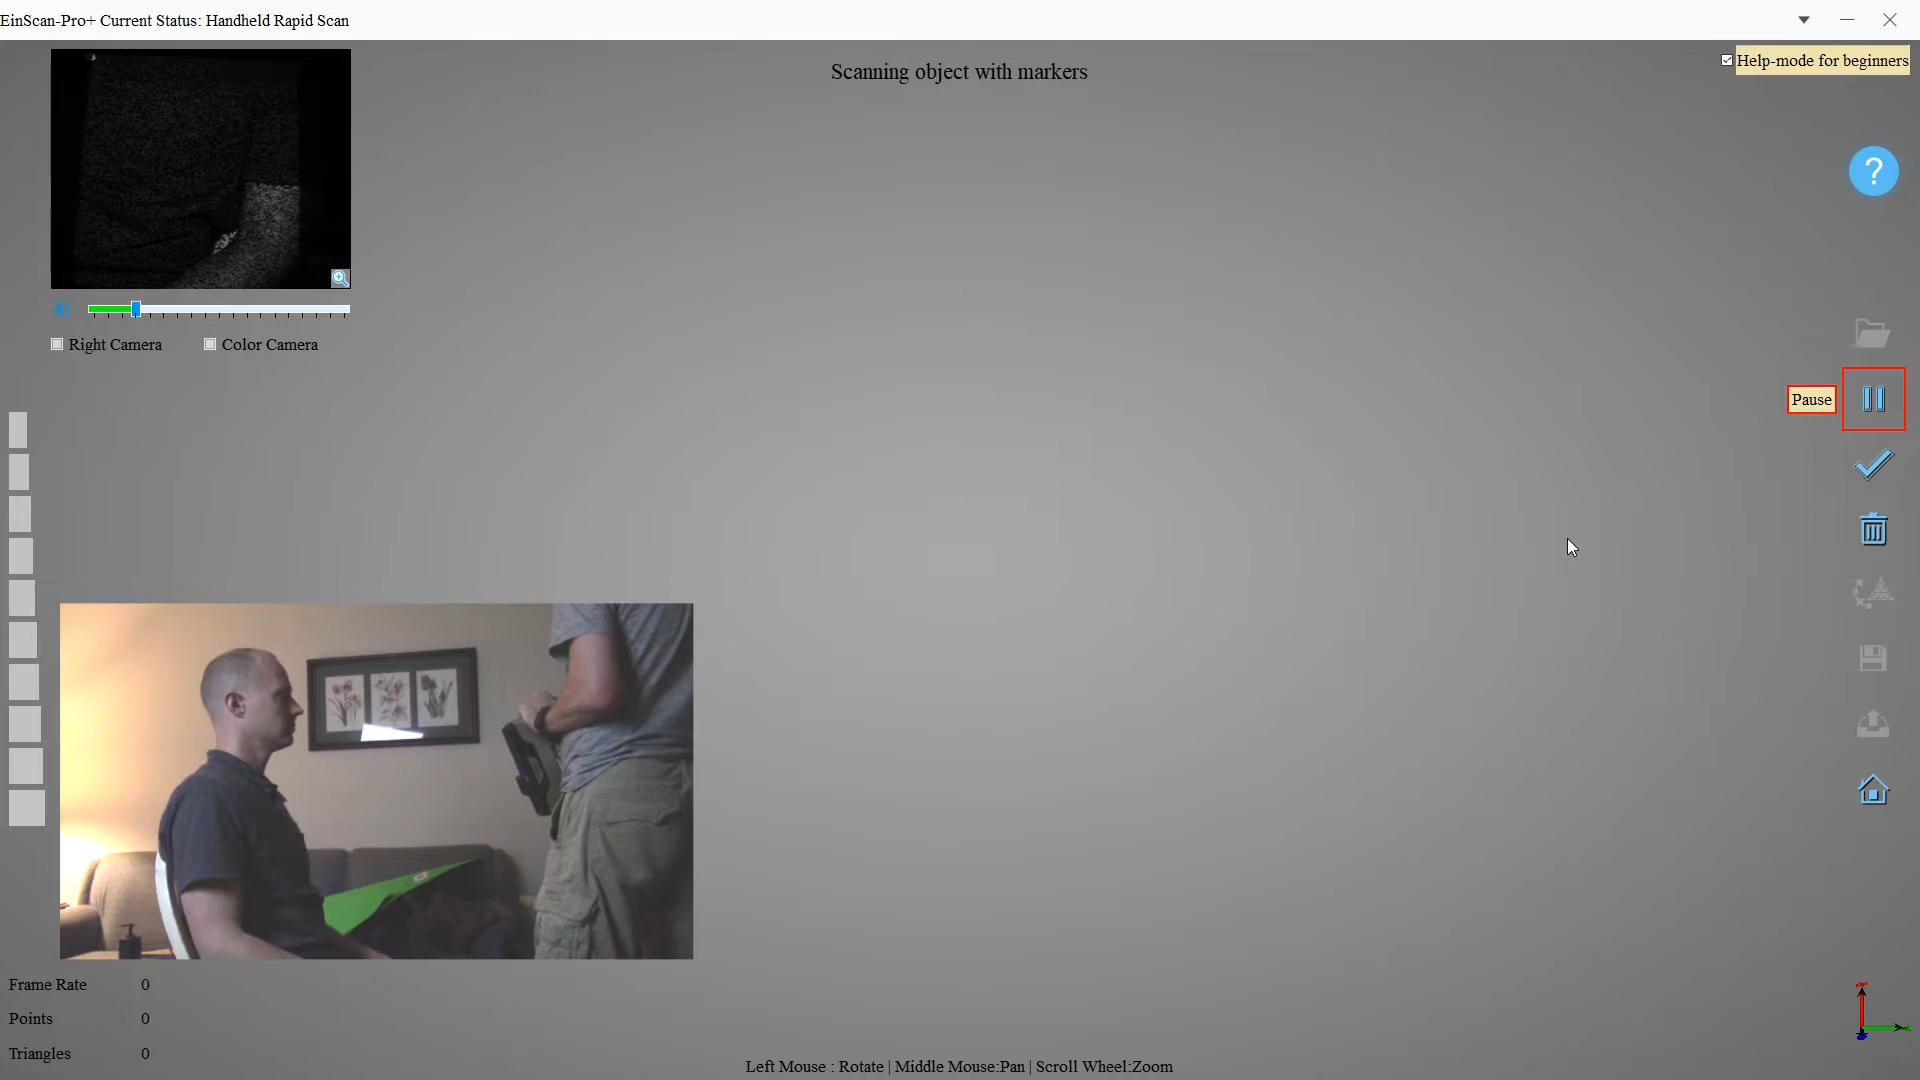 EinScan-Pro+ Current Status: Handheld Rapid Scan
Scanning object with markers
Help-mode for beginners
?
Right Camera
Color Camera
Pause
Frame Rate 0
Points 0
Triangles 0
Left Mouse : Rotate | Middle Mouse:Pan | Scroll Wheel:Zoom